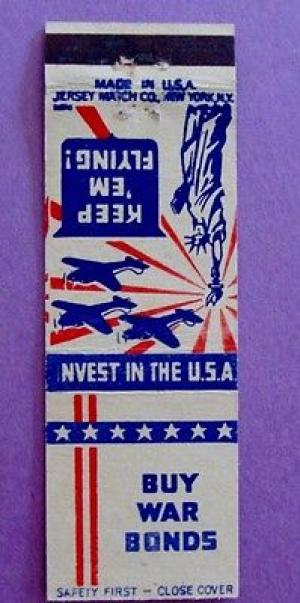 MADE IN U.S.A.
JERSEY MATCH CO., NEW YORK, N.Y.
KEEP
'EM
FLYING!
NVEST IN THE U.S.A
BUY
WAR
BONDS
SAFETY FIRST — CLOSE COVER